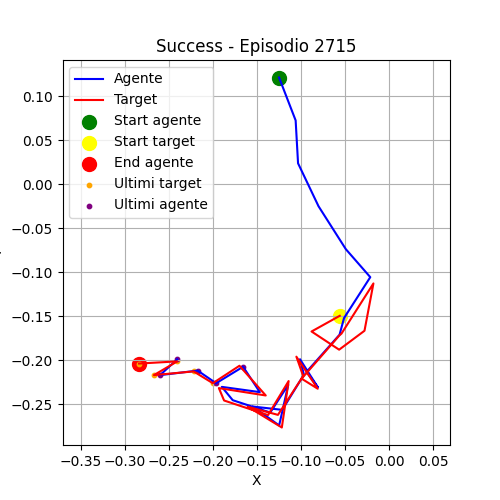 Success - Episodio 2715
Agente
Target
Start agente
Start target
End agente
Ultimi target
Ultimi agente
0.10
0.05
0.00
−0.05
−0.10
−0.15
−0.20
−0.25
−0.35 −0.30 −0.25 −0.20 −0.15 −0.10 −0.05 0.00 0.05
X